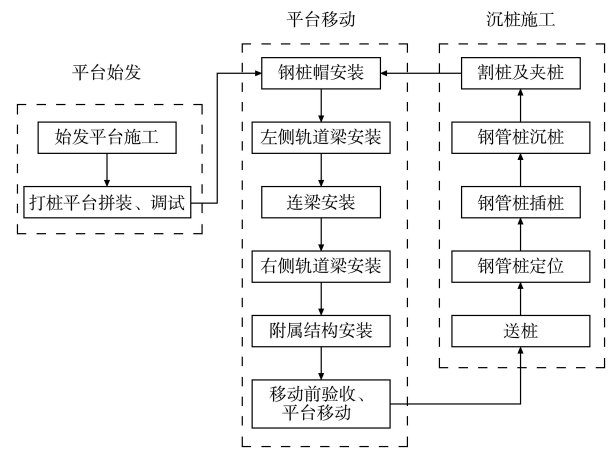 平台始发
始发平台施工
打桩平台拼装、调试
平台移动
钢桩帽安装
左侧轨道梁安装
连梁安装
右侧轨道梁安装
附属结构安装
移动前验收、
平台移动
沉桩施工
割桩及夹桩
钢管桩沉桩
钢管桩插桩
钢管桩定位
送桩